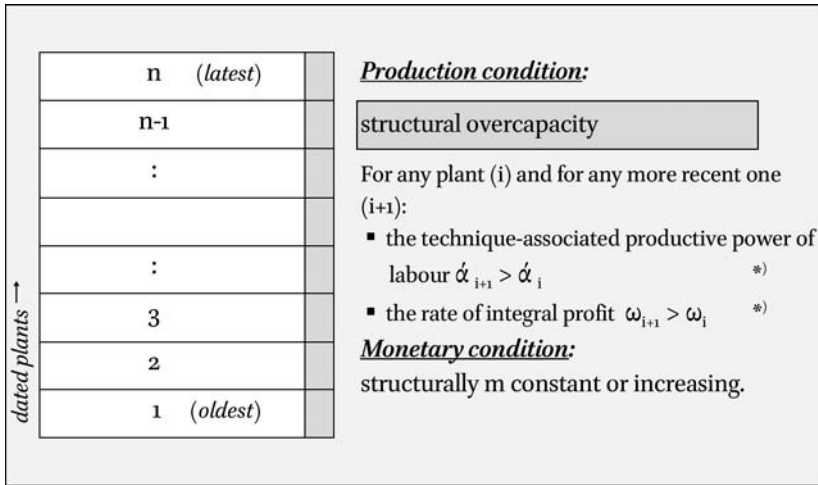 n (latest)
n-1
:
:
3
2
1 (oldest)
dated plants →
Production condition:
structural overcapacity
For any plant (i) and for any more recent one
(i+1):
▪ the technique-associated productive power of
labour ά i+1 > ά i *)
▪ the rate of integral profit ω i+1 > ω i *)
Monetary condition:
structurally m constant or increasing.